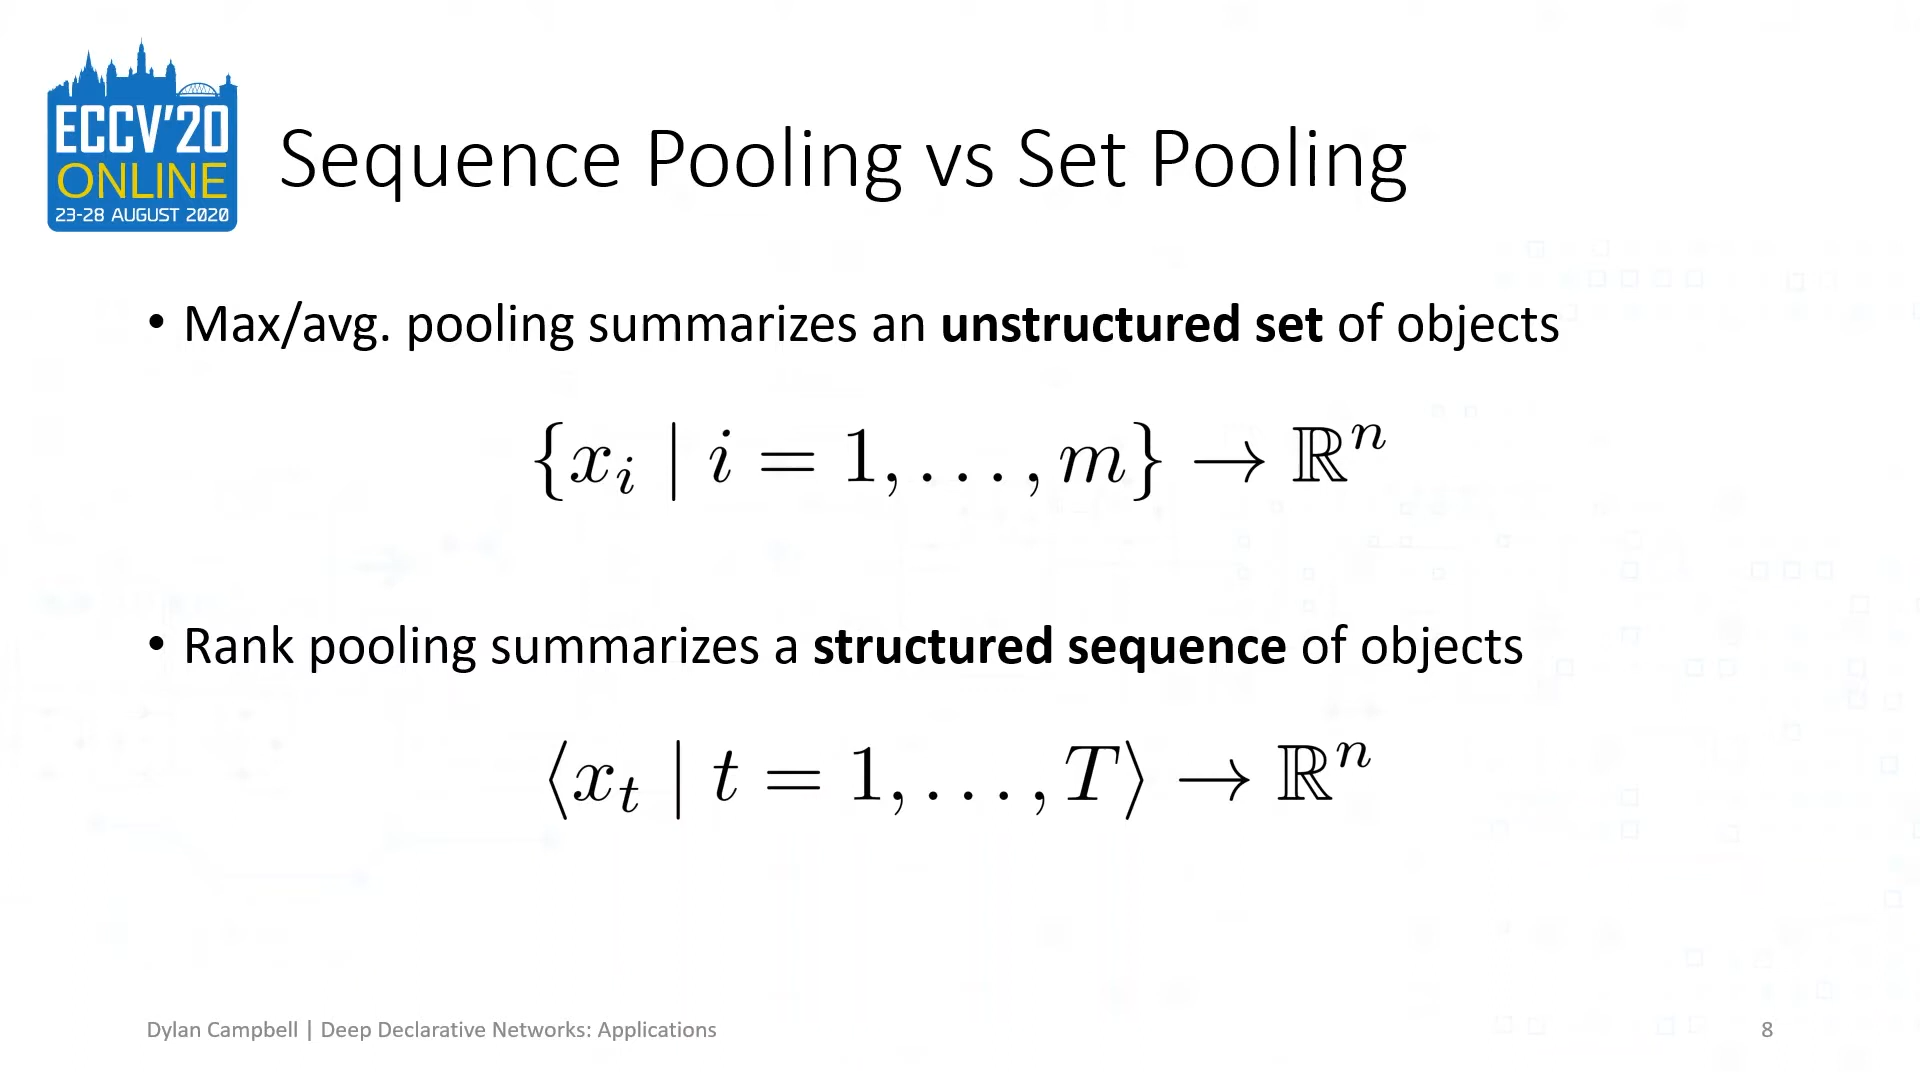 ECCV'20
ONLINE
23-28 AUGUST 2020
Sequence Pooling vs Set Pooling
• Max/avg. pooling summarizes an unstructured set of objects
{x_i | i = 1, . . . , m} → ℝ^n
• Rank pooling summarizes a structured sequence of objects
⟨x_t | t = 1, . . . , T⟩ → ℝ^n
Dylan Campbell | Deep Declarative Networks: Applications
8